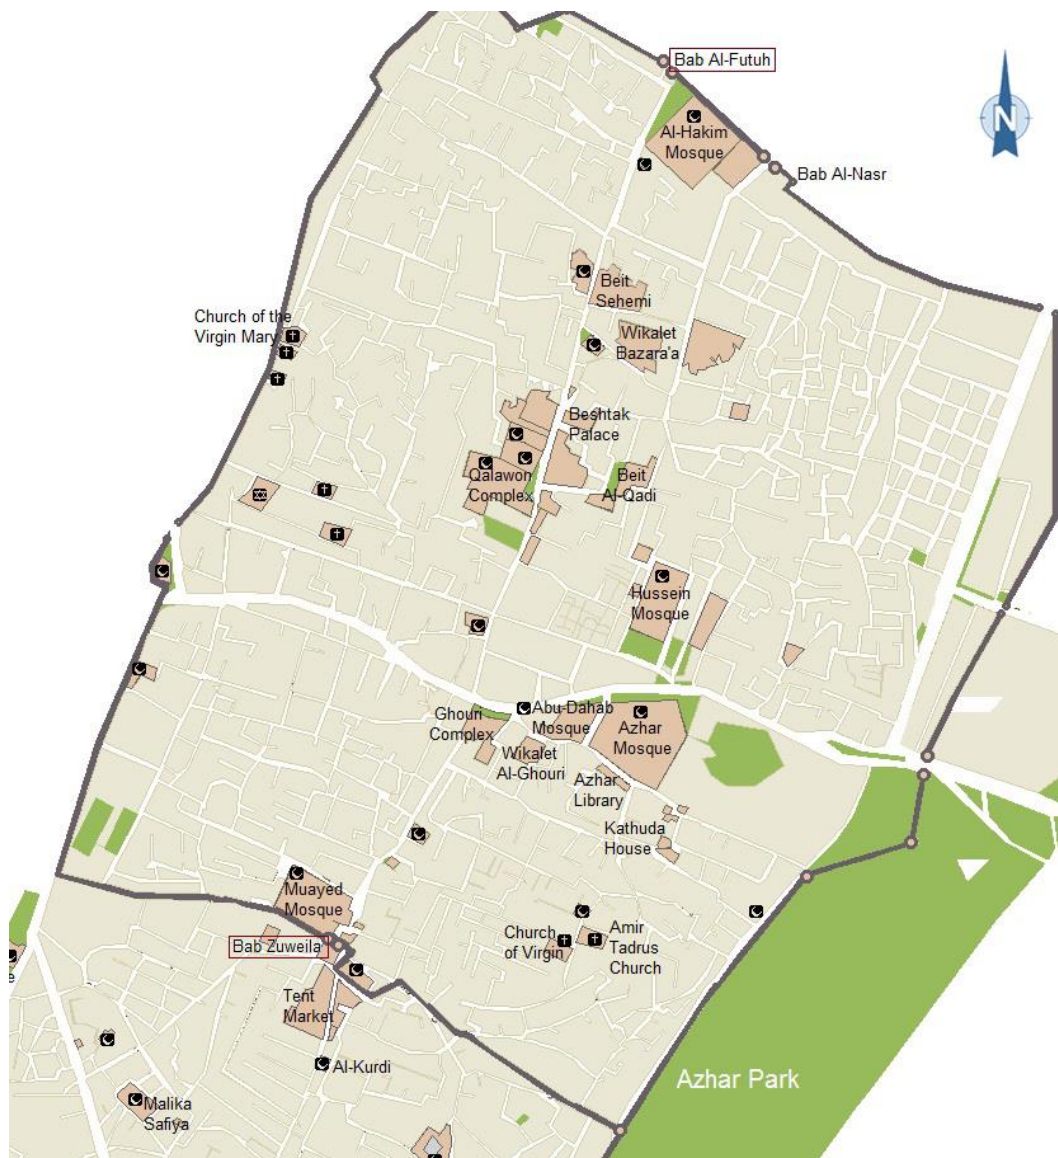 Bab Al-Futuh
N
Al-Hakim
Mosque
Bab Al-Nasr
Beit
Sehemi
Church of the
Virgin Mary
Wikalet
Bazara'a
Beshtak
Palace
Qalawon
Complex
Beit
Al-Qadi
Hussein
Mosque
Ghouri
Complex
Abu-Dahab
Mosque
Azhar
Mosque
Wikalet
Al-Ghouri
Azhar
Library
Kathuda
House
Muayed
Mosque
Bab Zuweila
Church
of Virgin
Amir
Tadrus
Church
e
Tent
Market
Al-Kurdi
Azhar Park
Malika
Safiya